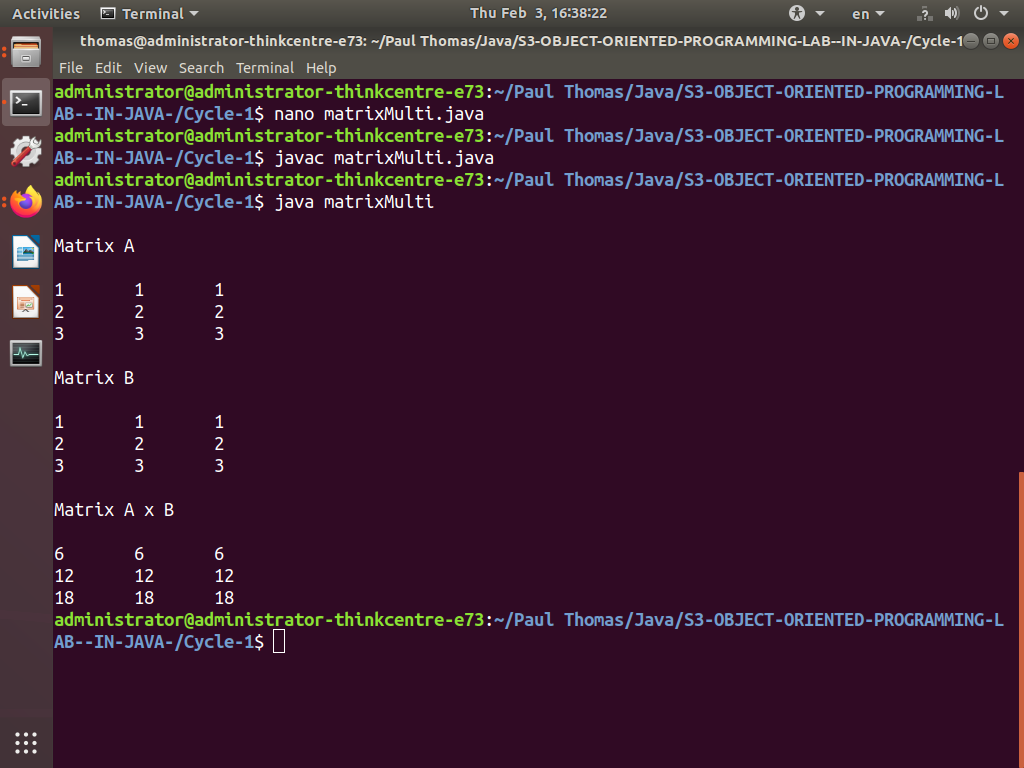 Activities Terminal Thu Feb 3, 16:38:22 en
thomas@administrator-thinkcentre-e73: ~/Paul Thomas/Java/S3-OBJECT-ORIENTED-PROGRAMMING-LAB--IN-JAVA-/Cycle-1
File Edit View Search Terminal Help
administrator@administrator-thinkcentre-e73:~/Paul Thomas/Java/S3-OBJECT-ORIENTED-PROGRAMMING-L
AB--IN-JAVA-/Cycle-1$ nano matrixMulti.java
administrator@administrator-thinkcentre-e73:~/Paul Thomas/Java/S3-OBJECT-ORIENTED-PROGRAMMING-L
AB--IN-JAVA-/Cycle-1$ javac matrixMulti.java
administrator@administrator-thinkcentre-e73:~/Paul Thomas/Java/S3-OBJECT-ORIENTED-PROGRAMMING-L
AB--IN-JAVA-/Cycle-1$ java matrixMulti
Matrix A
1 1 1
2 2 2
3 3 3
Matrix B
1 1 1
2 2 2
3 3 3
Matrix A x B
6 6 6
12 12 12
18 18 18
administrator@administrator-thinkcentre-e73:~/Paul Thomas/Java/S3-OBJECT-ORIENTED-PROGRAMMING-L
AB--IN-JAVA-/Cycle-1$